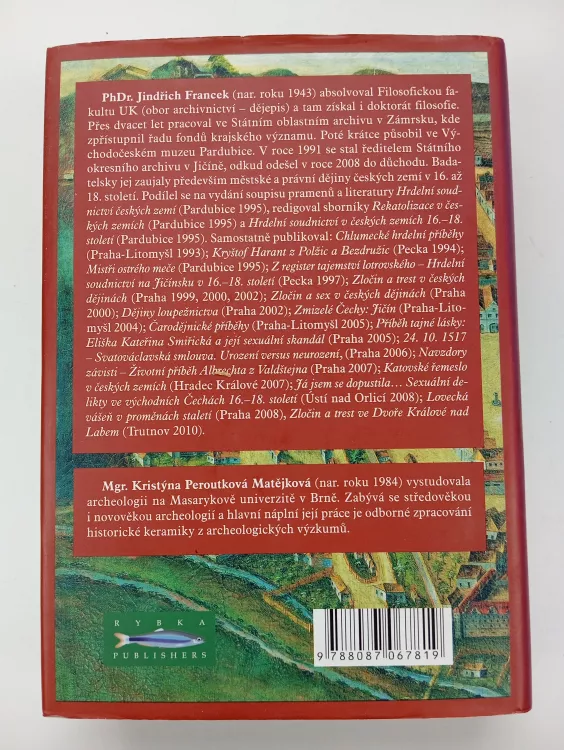 PhDr. Jindřich Francek (nar. roku 1943) absolvoval Filosofickou fa-
kultu UK (obor archivnictví – dějepis) a tam získal i doktorát filosofie.
Přes dvacet let pracoval ve Státním oblastním archivu v Zámrsku, kde
zpřístupnil řadu fondů krajského významu. Poté krátce působil ve Vý-
chodočeském muzeu Pardubice. V roce 1991 se stal ředitelem Státního
okresního archivu v Jičíně, odkud odešel v roce 2008 do důchodu. Bada-
telsky jej zaujaly především městské a právní dějiny českých zemí v 16. až
18. století. Podílel se na vydání soupisu pramenů a literatury Hrdelní soud-
nictví českých zemí (Pardubice 1995), redigoval sborníky Rekatolizace v čes-
kých zemích (Pardubice 1995) a Hrdelní soudnictví v českých zemích 16.–18.
století (Pardubice 1995). Samostatně publikoval: Chlumecké hrdelní příběhy
(Praha-Litomyšl 1993); Kryštof Harant z Polžic a Bezdružic (Pecka 1994);
Mistři ostrého meče (Pardubice 1995); Z register tajemství lotrovského – Hrdelní
soudnictví na Jičínsku v 16.–18. století (Pecka 1997); Zločin a trest v českých
dějinách (Praha 1999, 2000, 2002); Zločin a sex v českých dějinách (Praha
2000); Dějiny loupežnictva (Praha 2002); Zmizelé Čechy: Jičín (Praha-Lito-
myšl 2004); Čarodějnické příběhy (Praha-Litomyšl 2005); Příběh tajné lásky:
Eliška Kateřina Smiřická a její sexuální skandál (Praha 2005); 24. 10. 1517
– Svatováclavská smlouva. Urození versus neurození, (Praha 2006); Navzdory
závisti – Životní příběh Albrechta z Valdštejna (Praha 2007); Katovské řemeslo
v českých zemích (Hradec Králové 2007); Já jsem se dopustila… Sexuální de-
likty ve východních Čechách 16.–18. století (Ústí nad Orlicí 2008); Lovecká
vášeň v proměnách staletí (Praha 2008), Zločin a trest ve Dvoře Králové nad
Labem (Trutnov 2010).
Mgr. Kristýna Peroutková Matějková (nar. roku 1984) vystudovala
archeologii na Masarykově univerzitě v Brně. Zabývá se středověkou
i novověkou archeologií a hlavní náplní její práce je odborné zpracování
historické keramiky z archeologických výzkumů.
RYBKA
PUBLISHERS
9 788087 067819